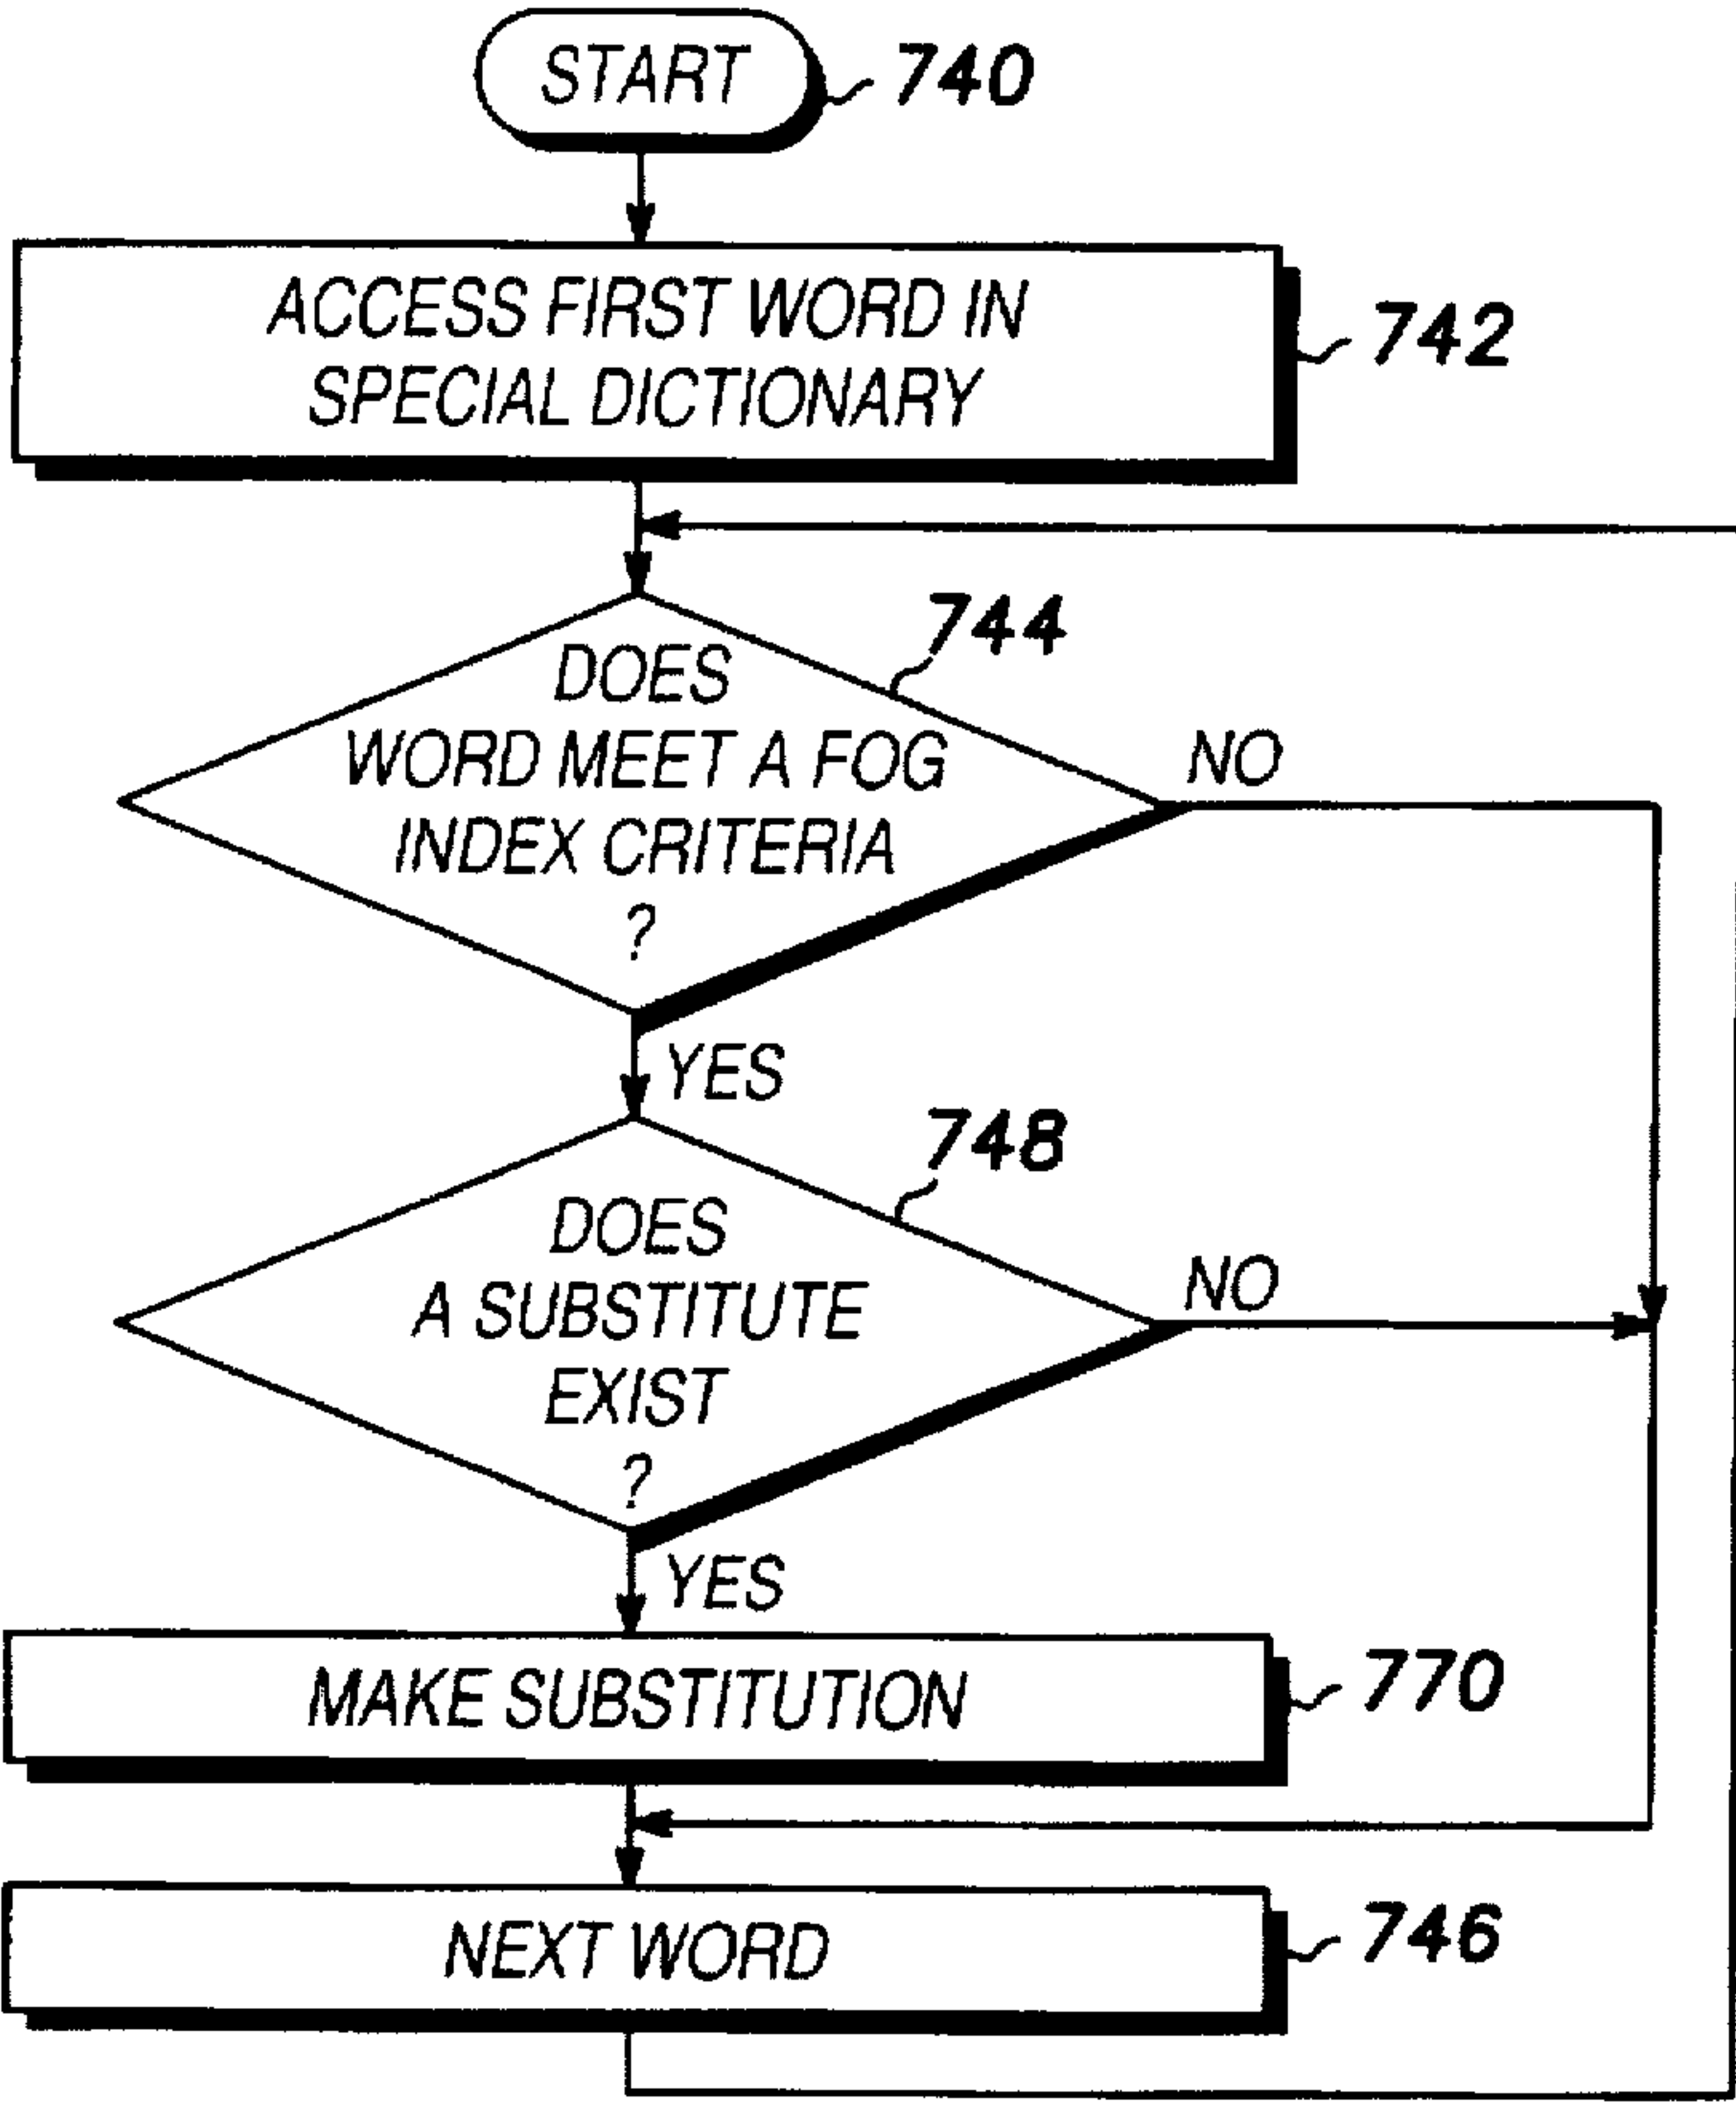 START 740
ACCESS FIRST WORD IN
SPECIAL DICTIONARY
742
744
DOES
WORD MEET A FOG
INDEX CRITERIA
?
NO
YES
748
DOES
A SUBSTITUTE
EXIST
?
NO
YES
MAKE SUBSTITUTION 770
NEXT WORD 746